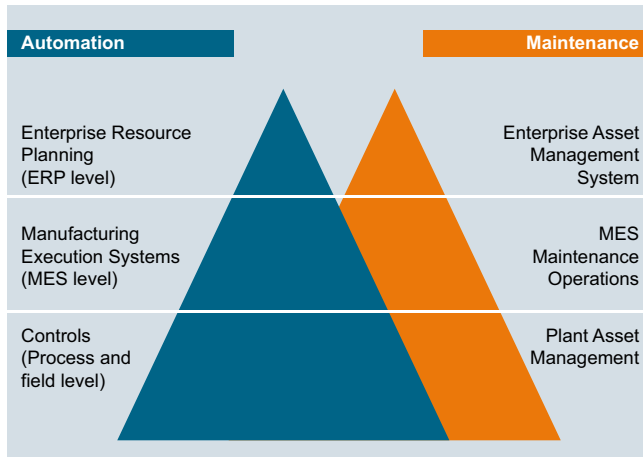 Automation
Maintenance
Enterprise Resource
Planning
(ERP level)
Enterprise Asset
Management
System
Manufacturing
Execution Systems
(MES level)
MES
Maintenance
Operations
Controls
(Process and
field level)
Plant Asset
Management